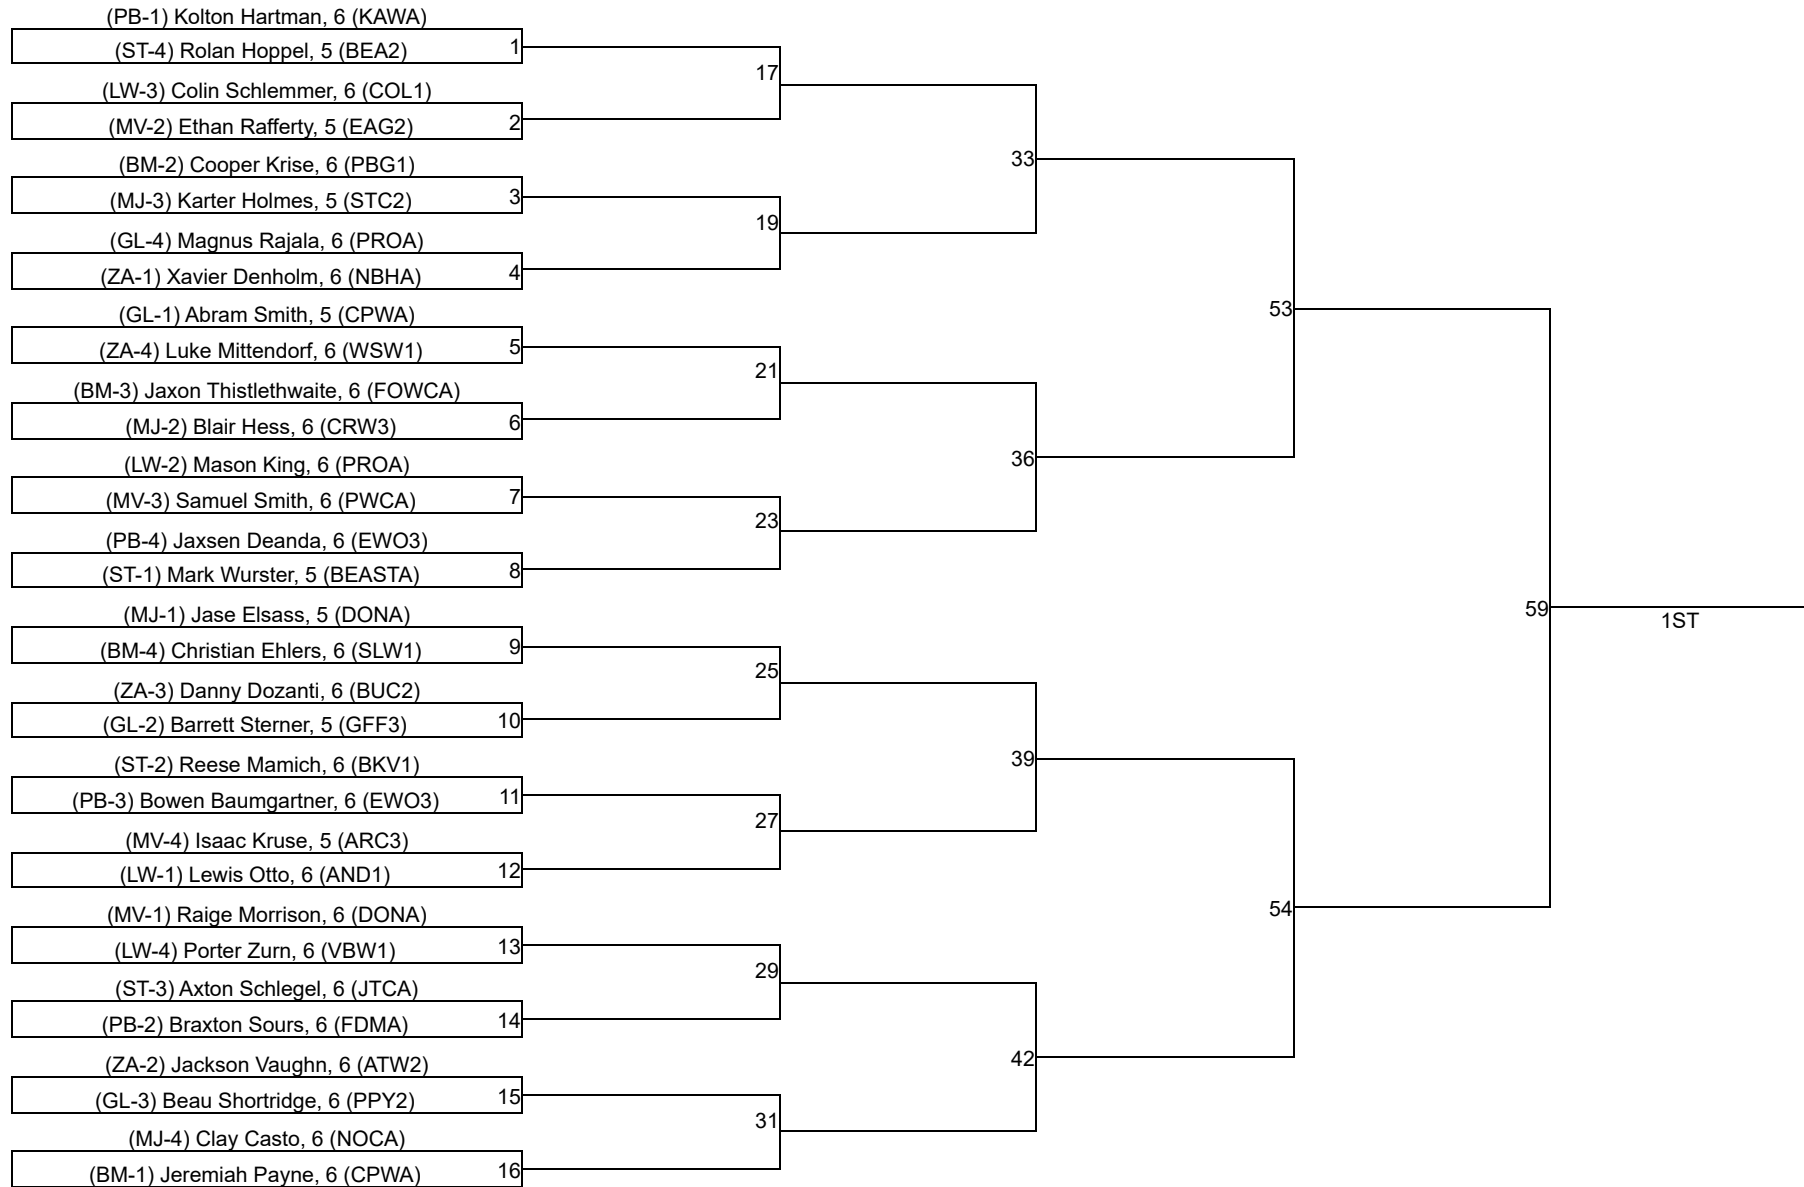 (PB-1) Kolton Hartman, 6 (KAWA)
(ST-4) Rolan Hoppel, 5 (BEA2)
1
17
(LW-3) Colin Schlemmer, 6 (COL1)
(MV-2) Ethan Rafferty, 5 (EAG2)
2
33
(BM-2) Cooper Krise, 6 (PBG1)
(MJ-3) Karter Holmes, 5 (STC2)
3
19
(GL-4) Magnus Rajala, 6 (PROA)
(ZA-1) Xavier Denholm, 6 (NBHA)
4
53
(GL-1) Abram Smith, 5 (CPWA)
(ZA-4) Luke Mittendorf, 6 (WSW1)
5
21
(BM-3) Jaxon Thistlethwaite, 6 (FOWCA)
(MJ-2) Blair Hess, 6 (CRW3)
6
36
(LW-2) Mason King, 6 (PROA)
(MV-3) Samuel Smith, 6 (PWCA)
7
23
(PB-4) Jaxsen Deanda, 6 (EWO3)
(ST-1) Mark Wurster, 5 (BEASTA)
8
59
1ST
(MJ-1) Jase Elsass, 5 (DONA)
(BM-4) Christian Ehlers, 6 (SLW1)
9
25
(ZA-3) Danny Dozanti, 6 (BUC2)
(GL-2) Barrett Sterner, 5 (GFF3)
10
39
(ST-2) Reese Mamich, 6 (BKV1)
(PB-3) Bowen Baumgartner, 6 (EWO3)
11
27
(MV-4) Isaac Kruse, 5 (ARC3)
(LW-1) Lewis Otto, 6 (AND1)
12
54
(MV-1) Raige Morrison, 6 (DONA)
(LW-4) Porter Zurn, 6 (VBW1)
13
29
(ST-3) Axton Schlegel, 6 (JTCA)
(PB-2) Braxton Sours, 6 (FDMA)
14
42
(ZA-2) Jackson Vaughn, 6 (ATW2)
(GL-3) Beau Shortridge, 6 (PPY2)
15
31
(MJ-4) Clay Casto, 6 (NOCA)
(BM-1) Jeremiah Payne, 6 (CPWA)
16